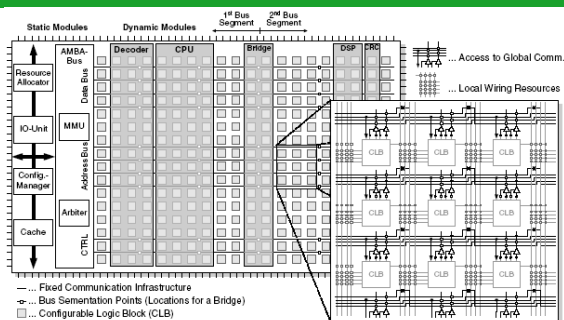 Static Modules
Dynamic Modules
1st Bus
Segment
2nd Bus
Segment
AMBA-
Bus
Decoder
CPU
Bridge
DSP
CRC
Resource
Allocator
IO-Unit
Config.-
Manager
Cache
Data Bus
MMU
Address Bus
Arbiter
CTRL
... Access to Global Comm.
... Local Wiring Resources
CLB
CLB
CLB
CLB
CLB
CLB
CLB
CLB
CLB
... Fixed Communication Infrastructure
... Bus Sementation Points (Locations for a Bridge)
... Configurable Logic Block (CLB)